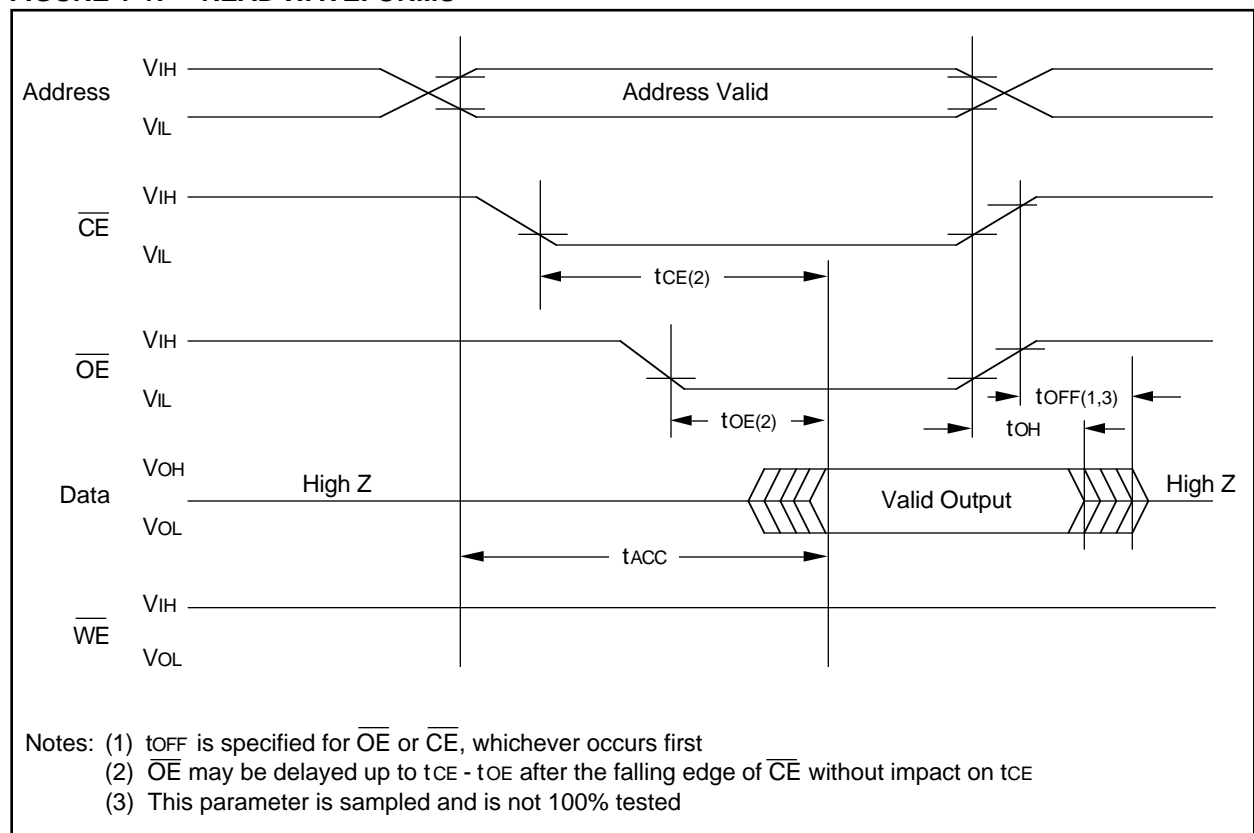 VIH
Address
Address Valid
VIL
VIH
CE
VIL
tCE(2)
VIH
OE
VIL
tOFF(1,3)
tOE(2)
tOH
VOH
Data
High Z
Valid Output
High Z
VOL
tACC
VIH
WE
VOL
Notes: (1) tOFF is specified for OE or CE, whichever occurs first
(2) OE may be delayed up to tCE - tOE after the falling edge of CE without impact on tCE
(3) This parameter is sampled and is not 100% tested